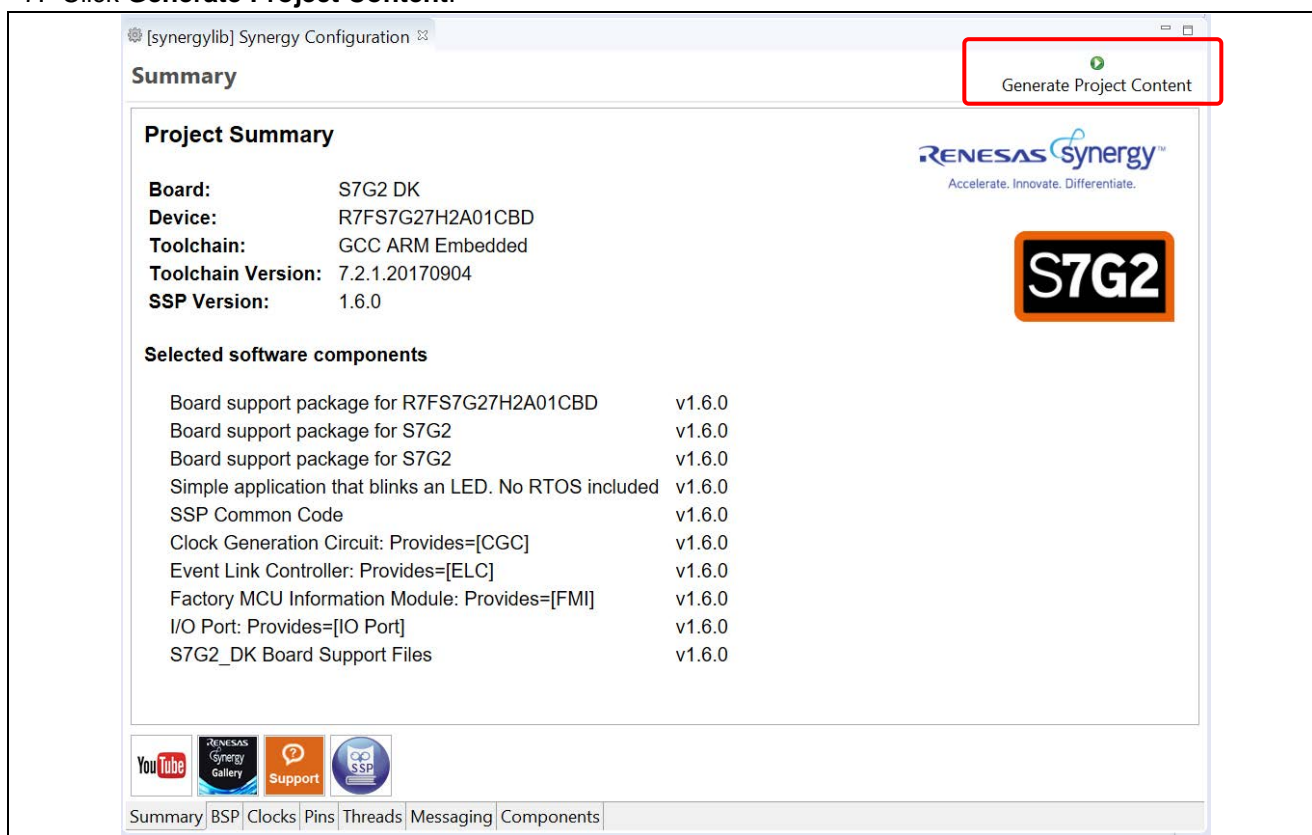 Click Generate Project Content.
[synergylib] Synergy Configuration
Summary
Generate Project Content
Project Summary
RENESAS Synergy™
Accelerate. Innovate. Differentiate.
Board: S7G2 DK
Device: R7FS7G27H2A01CBD
Toolchain: GCC ARM Embedded
Toolchain Version: 7.2.1.20170904
SSP Version: 1.6.0
S7G2
Selected software components
Board support package for R7FS7G27H2A01CBD v1.6.0
Board support package for S7G2 v1.6.0
Board support package for S7G2 v1.6.0
Simple application that blinks an LED. No RTOS included v1.6.0
SSP Common Code v1.6.0
Clock Generation Circuit: Provides=[CGC] v1.6.0
Event Link Controller: Provides=[ELC] v1.6.0
Factory MCU Information Module: Provides=[FMI] v1.6.0
I/O Port: Provides=[IO Port] v1.6.0
S7G2_DK Board Support Files v1.6.0
YouTube
RENESAS
Synergy
Gallery
Support
SSP
Summary BSP Clocks Pins Threads Messaging Components